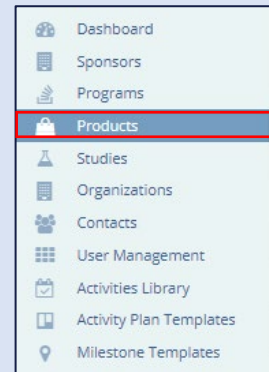 Dashboard
Sponsors
Programs
Products
Studies
Organizations
Contacts
User Management
Activities Library
Activity Plan Templates
Milestone Templates